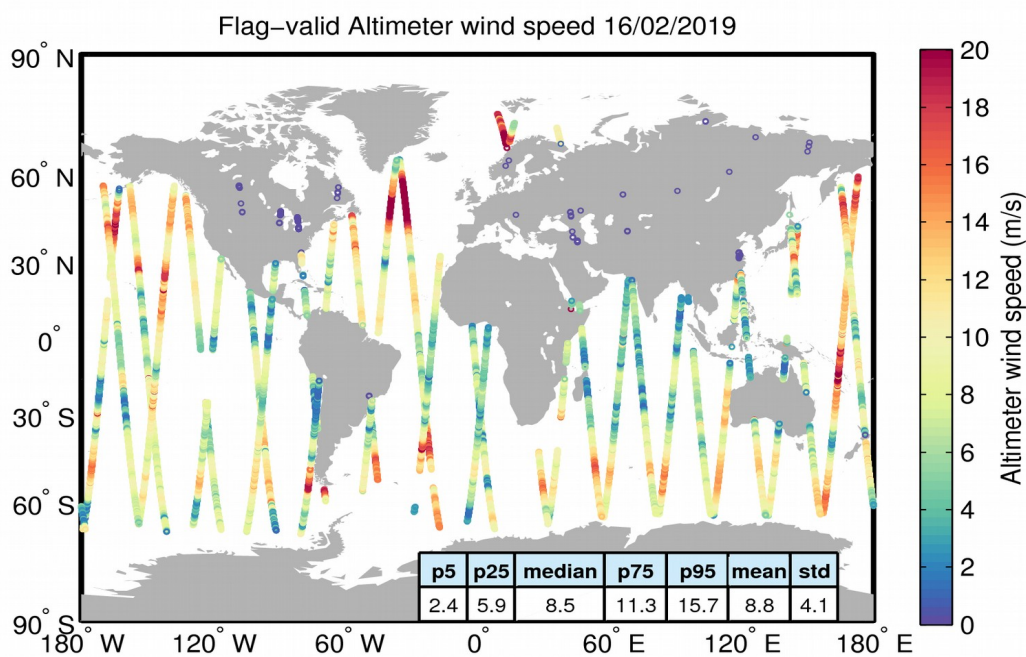 Flag−valid Altimeter wind speed 16/02/2019
90° N
60° N
30° N
0°
30° S
60° S
90° S
180° W
120° W
60° W
0°
60° E
120° E
180° E
p5 p25 median p75 p95 mean std
2.4 5.9 8.5 11.3 15.7 8.8 4.1
20
18
16
14
12
10
8
6
4
2
0
Altimeter wind speed (m/s)